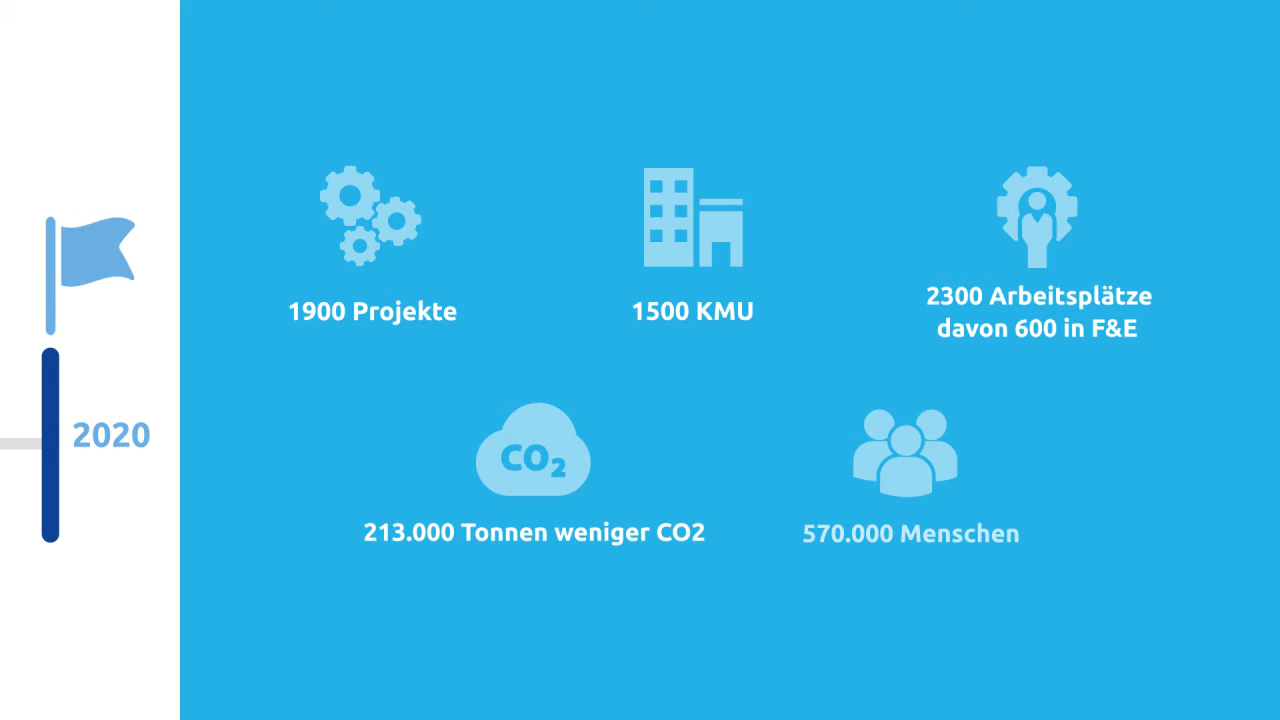 2020
1900 Projekte
1500 KMU
2300 Arbeitsplätze
davon 600 in F&E
CO2
213.000 Tonnen weniger CO2
570.000 Menschen